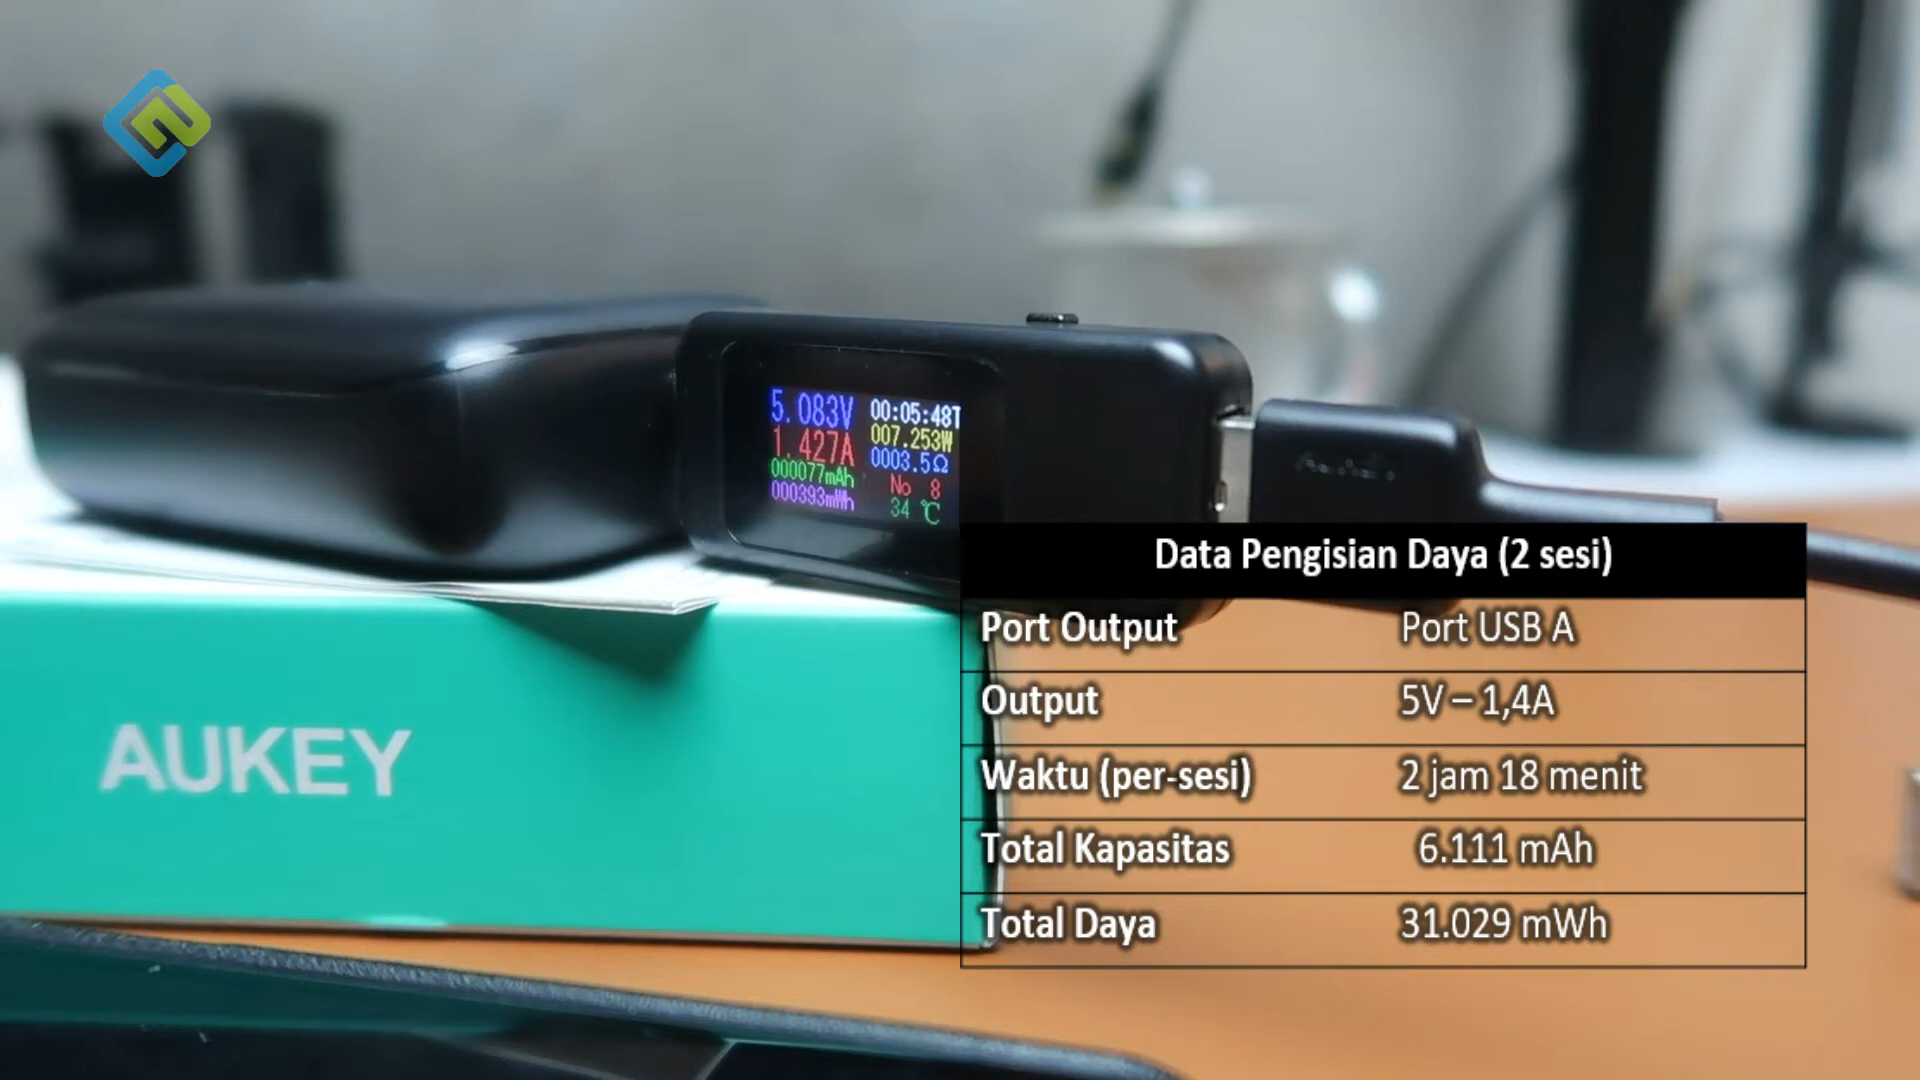 5.083V
1.427A
000077mAh
000393mWh
00:05:48T
007.253W
0003.5Ω
No 8
34 ℃
AUKEY
Data Pengisian Daya (2 sesi)
Port Output Port USB A
Output 5V – 1,4A
Waktu (per-sesi) 2 jam 18 menit
Total Kapasitas 6.111 mAh
Total Daya 31.029 mWh